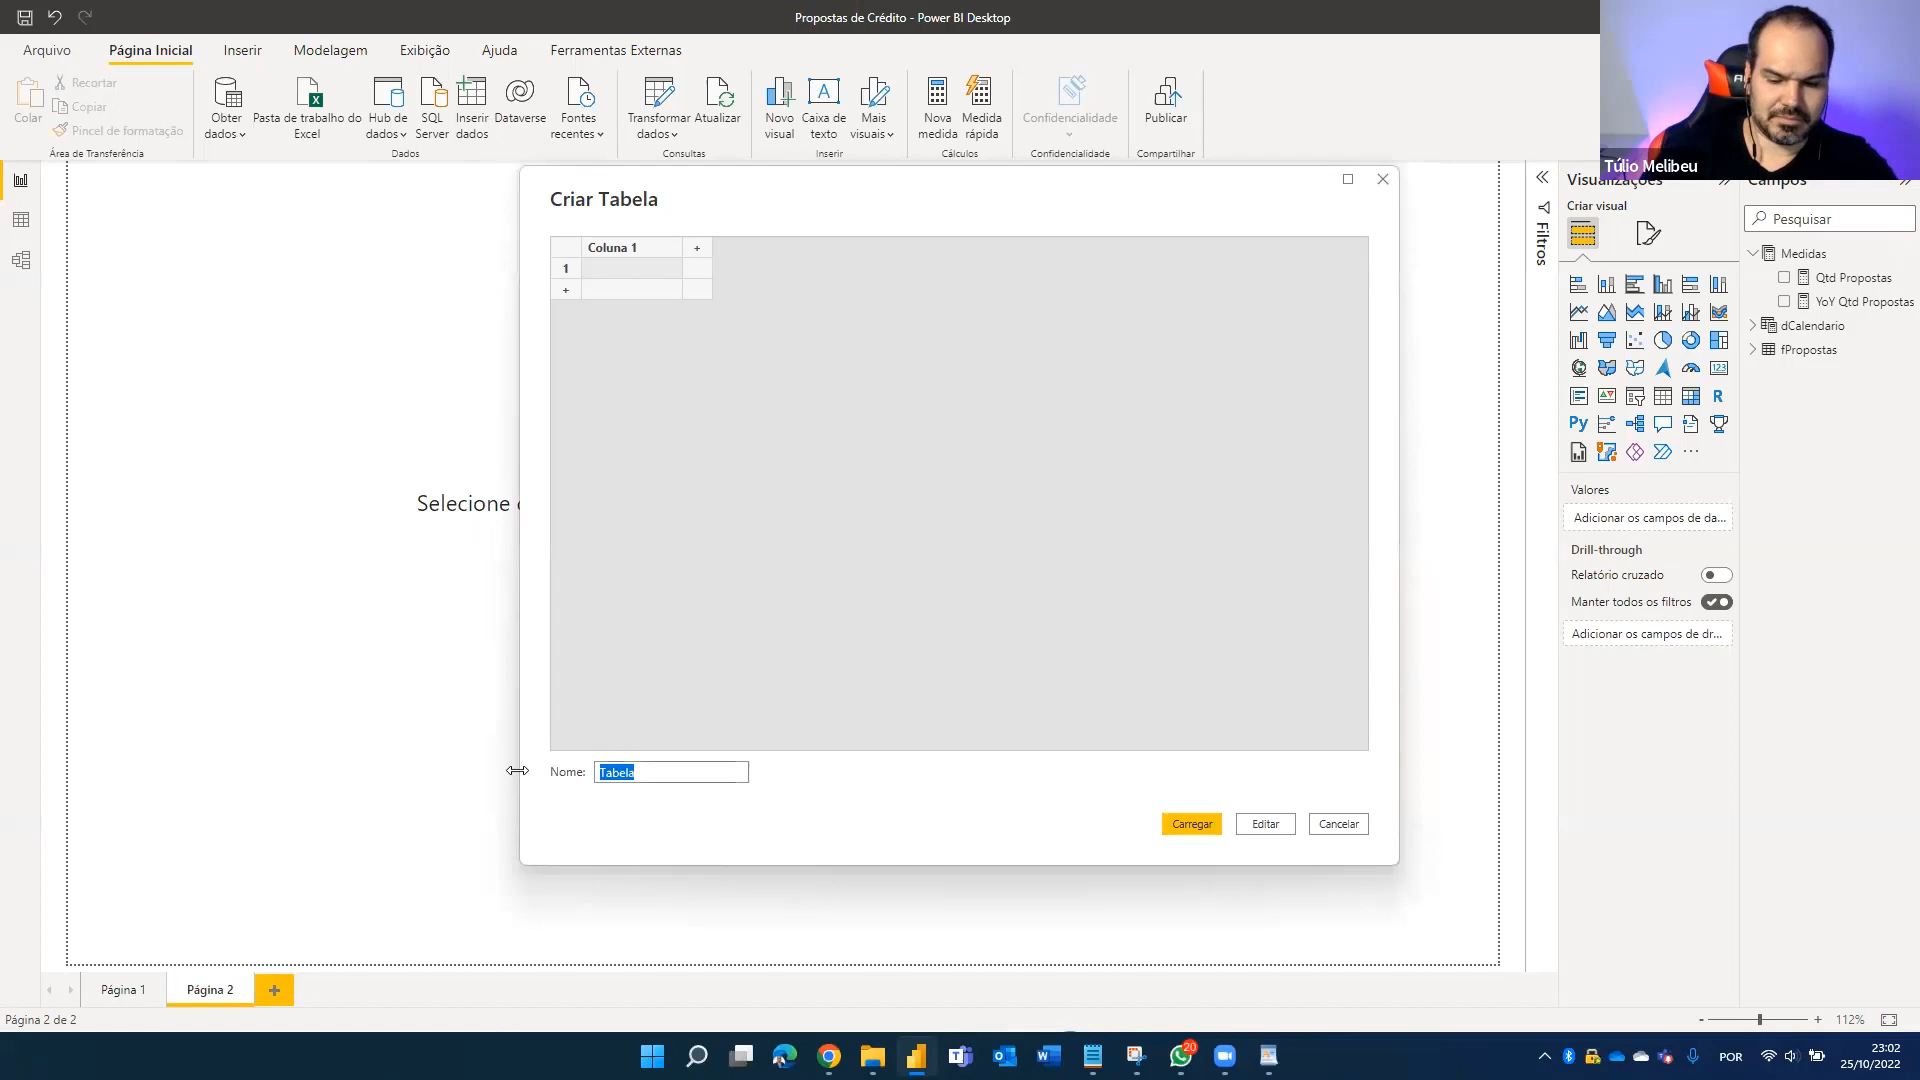 Propostas de Crédito - Power BI Desktop
Arquivo
Página Inicial
Inserir
Modelagem
Exibição
Ajuda
Ferramentas Externas
Colar
Recortar
Copiar
Pincel de formatação
Área de Transferência
Obter dados
Pasta de trabalho do Excel
Hub de dados
SQL Server
Inserir dados
Dataverse
Fontes recentes
Dados
Transformar dados
Atualizar
Consultas
Novo visual
Caixa de texto
Mais visuais
Inserir
Nova medida
Medida rápida
Cálculos
Confidencialidade
Confidencialidade
Publicar
Compartilhar
Túlio Melibeu
Criar Tabela
Coluna 1
+
1
+
Selecione
Nome:
Tabela
Carregar
Editar
Cancelar
Filtros
Visualizações
Criar visual
123
R
Py
Valores
Adicionar os campos de da...
Drill-through
Relatório cruzado
Manter todos os filtros
Adicionar os campos de dr...
Campos
Pesquisar
Medidas
Qtd Propostas
YoY Qtd Propostas
dCalendario
fPropostas
Página 1
Página 2
+
Página 2 de 2
- + 112%
20
POR
23:02
25/10/2022